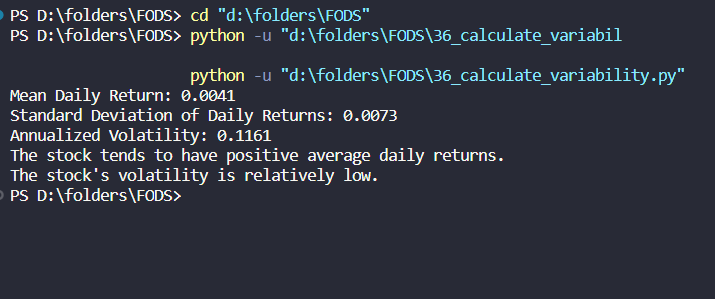 PS D:\folders\FODS> cd "d:\folders\FODS"
PS D:\folders\FODS> python -u "d:\folders\FODS\36_calculate_variabil
python -u "d:\folders\FODS\36_calculate_variability.py"
Mean Daily Return: 0.0041
Standard Deviation of Daily Returns: 0.0073
Annualized Volatility: 0.1161
The stock tends to have positive average daily returns.
The stock's volatility is relatively low.
PS D:\folders\FODS>